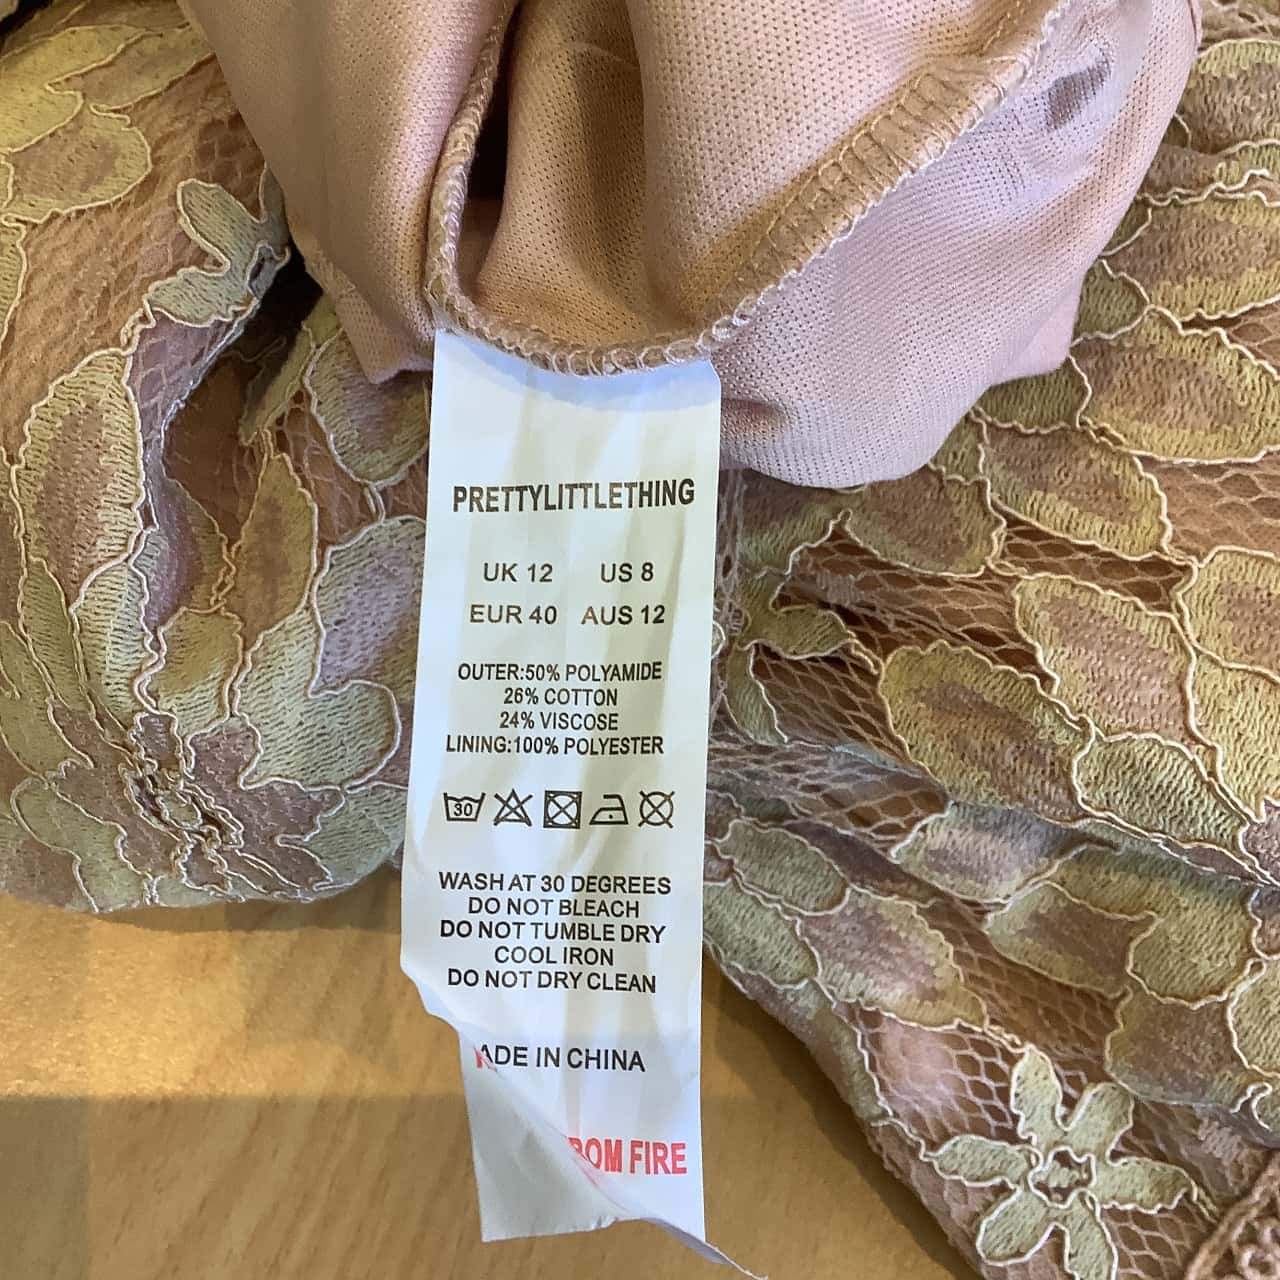 PRETTYLITTLETHING
UK 12 US 8
EUR 40 AUS 12
OUTER:50% POLYAMIDE
26% COTTON
24% VISCOSE
LINING:100% POLYESTER
30
WASH AT 30 DEGREES
DO NOT BLEACH
DO NOT TUMBLE DRY
COOL IRON
DO NOT DRY CLEAN
ADE IN CHINA
ROM FIRE